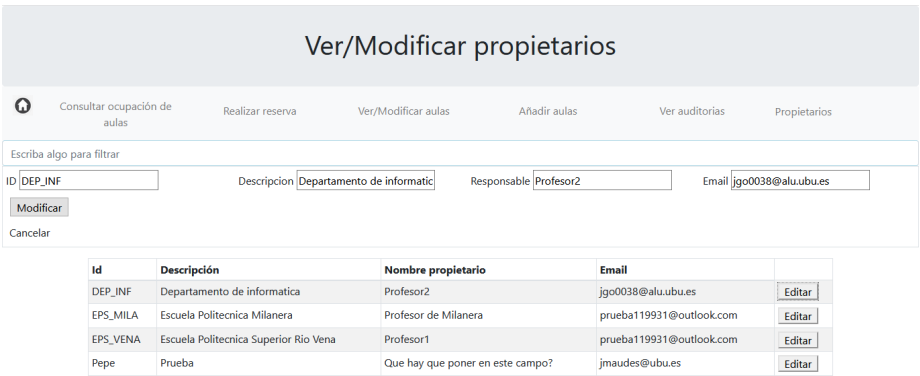 Ver/Modificar propietarios
Consultar ocupación de aulas Realizar reserva Ver/Modificar aulas Añadir aulas Ver auditorias Propietarios
Escriba algo para filtrar
ID DEP_INF Descripcion Departamento de informatic Responsable Profesor2 Email jgo0038@alu.ubu.es
Modificar
Cancelar
Id Descripción Nombre propietario Email
DEP_INF Departamento de informatica Profesor2 jgo0038@alu.ubu.es Editar
EPS_MILA Escuela Politecnica Milanera Profesor de Milanera prueba119931@outlook.com Editar
EPS_VENA Escuela Politecnica Superior Rio Vena Profesor1 prueba119931@outlook.com Editar
Pepe Prueba Que hay que poner en este campo? jmaudes@ubu.es Editar